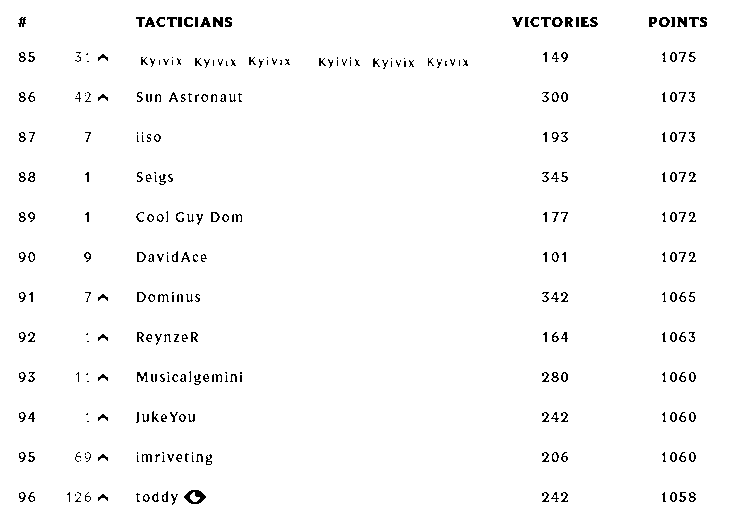 # TACTICIANS VICTORIES POINTS
85 31 Kyivix Kyivix Kyivix Kyivix Kyivix Kyivix 149 1075
86 42 Sun Astronaut 300 1073
87 7 iiso 193 1073
88 1 Seigs 345 1072
89 1 Cool Guy Dom 177 1072
90 9 DavidAce 101 1072
91 7 Dominus 342 1065
92 1 ReynzeR 164 1063
93 11 Musicalgemini 280 1060
94 1 JukeYou 242 1060
95 69 imriveting 206 1060
96 126 toddy 242 1058